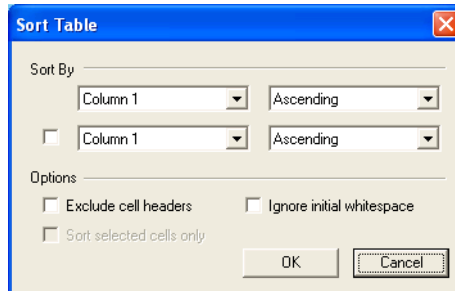 Sort Table
Sort By
Column 1 Ascending
Column 1 Ascending
Options
Exclude cell headers Ignore initial whitespace
Sort selected cells only
OK Cancel